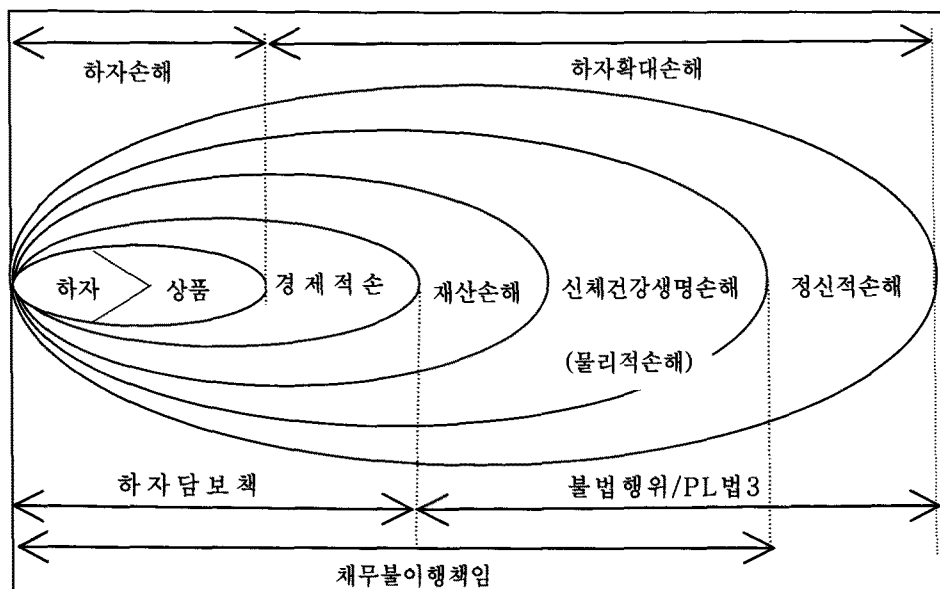 하자손해
하자확대손해
하자 상품 경제적손 재산손해 신체건강생명손해 정신적손해
(물리적손해)
하자담보책 불법행위/PL법3
채무불이행책임